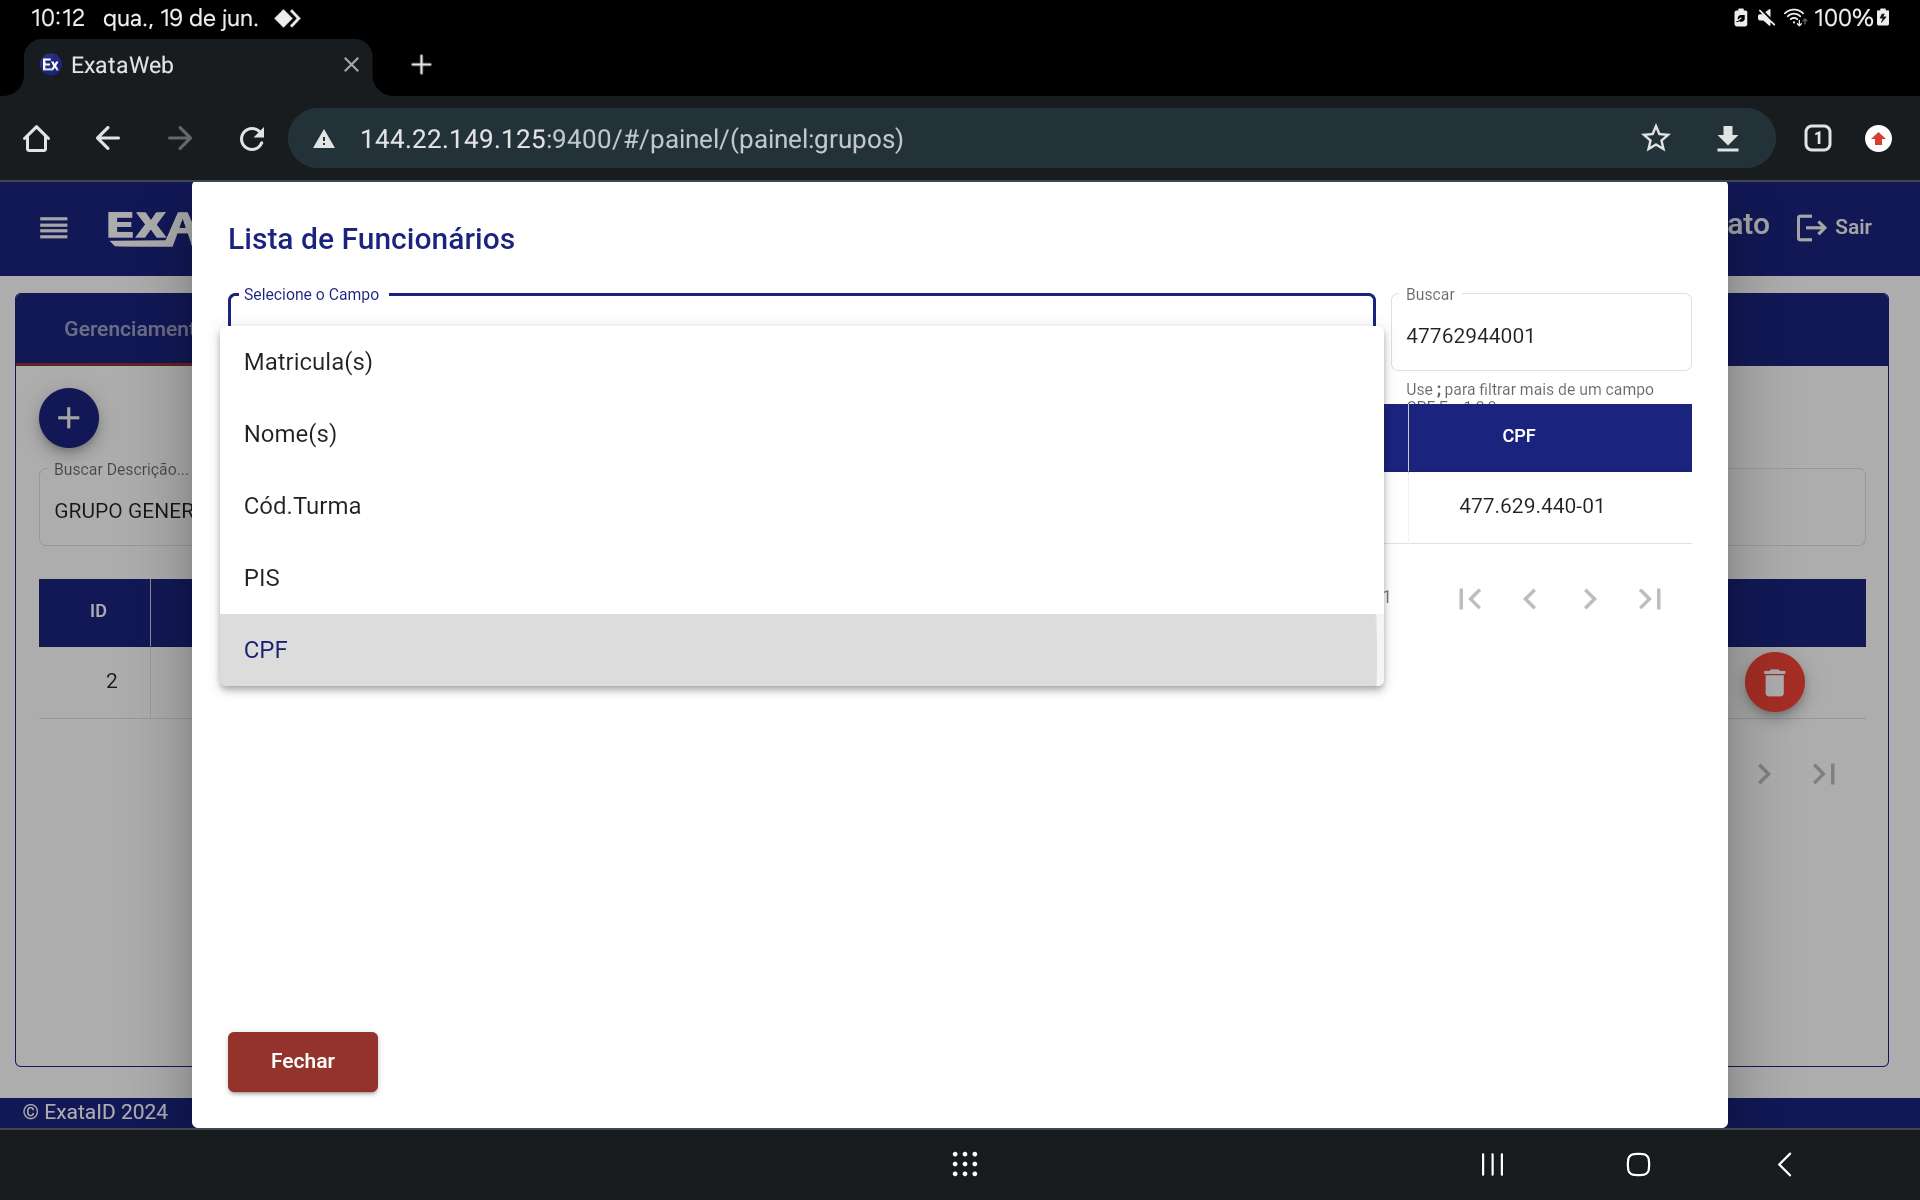 10:12 qua., 19 de jun.
100%
Ex ExataWeb
144.22.149.125:9400/#/painel/(painel:grupos)
1
EXA
ato
Sair
Lista de Funcionários
Selecione o Campo
Buscar
47762944001
Gerenciament
Matricula(s)
Use ; para filtrar mais de um campo
Nome(s)
CPF
Buscar Descrição...
GRUPO GENER
Cód.Turma
477.629.440-01
PIS
1
ID
CPF
2
Fechar
© ExataID 2024